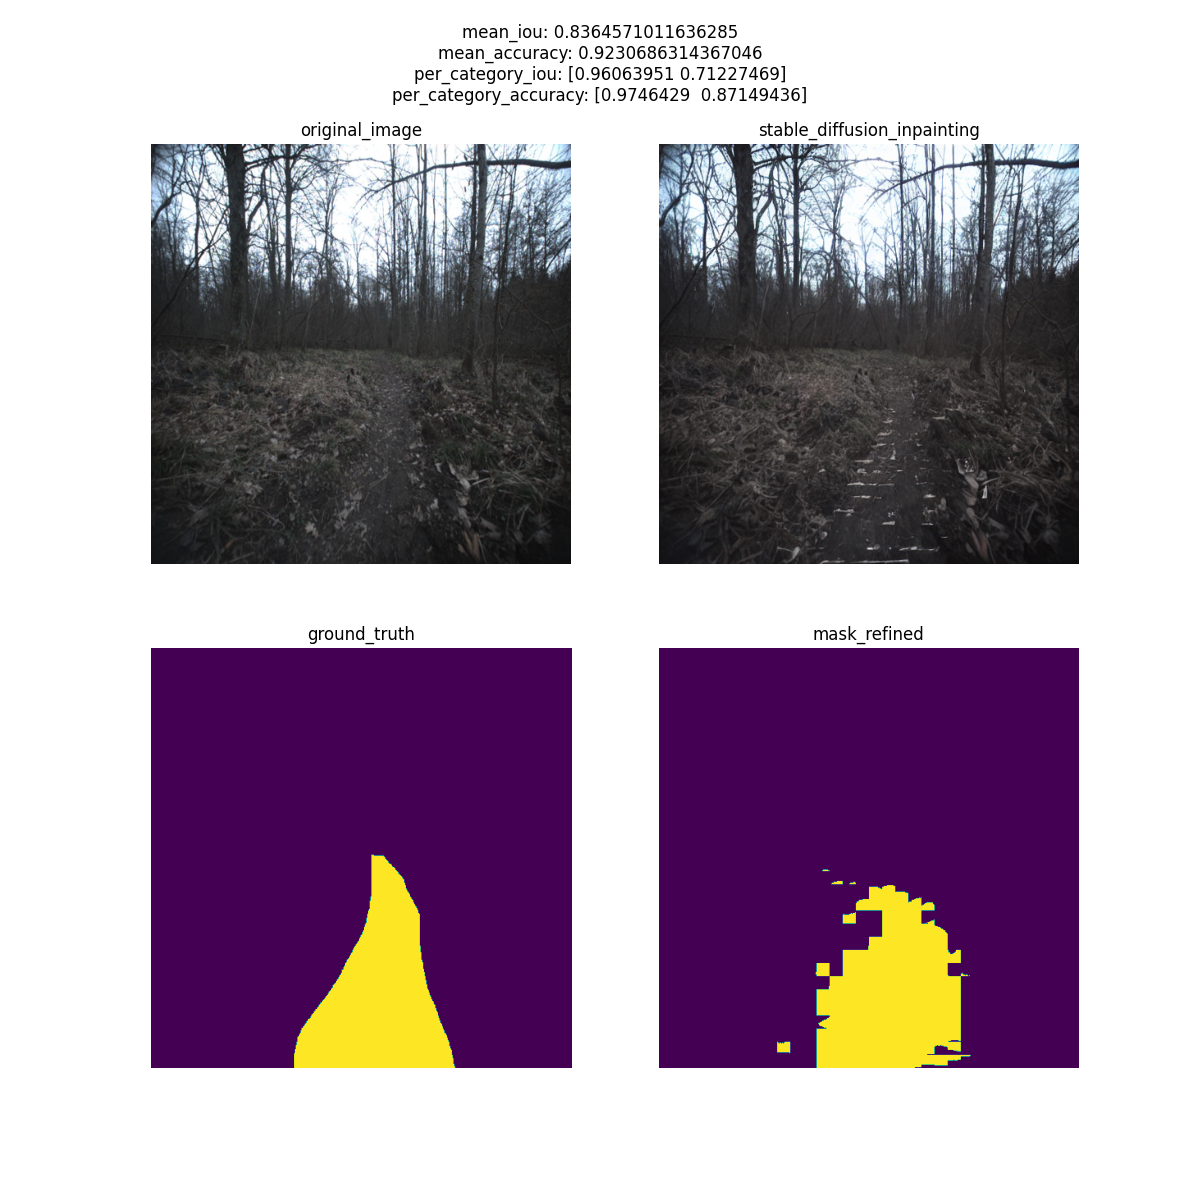 mean_iou: 0.8364571011636285
mean_accuracy: 0.9230686314367046
per_category_iou: [0.96063951 0.71227469]
per_category_accuracy: [0.9746429  0.87149436]
original_image
stable_diffusion_inpainting
ground_truth
mask_refined